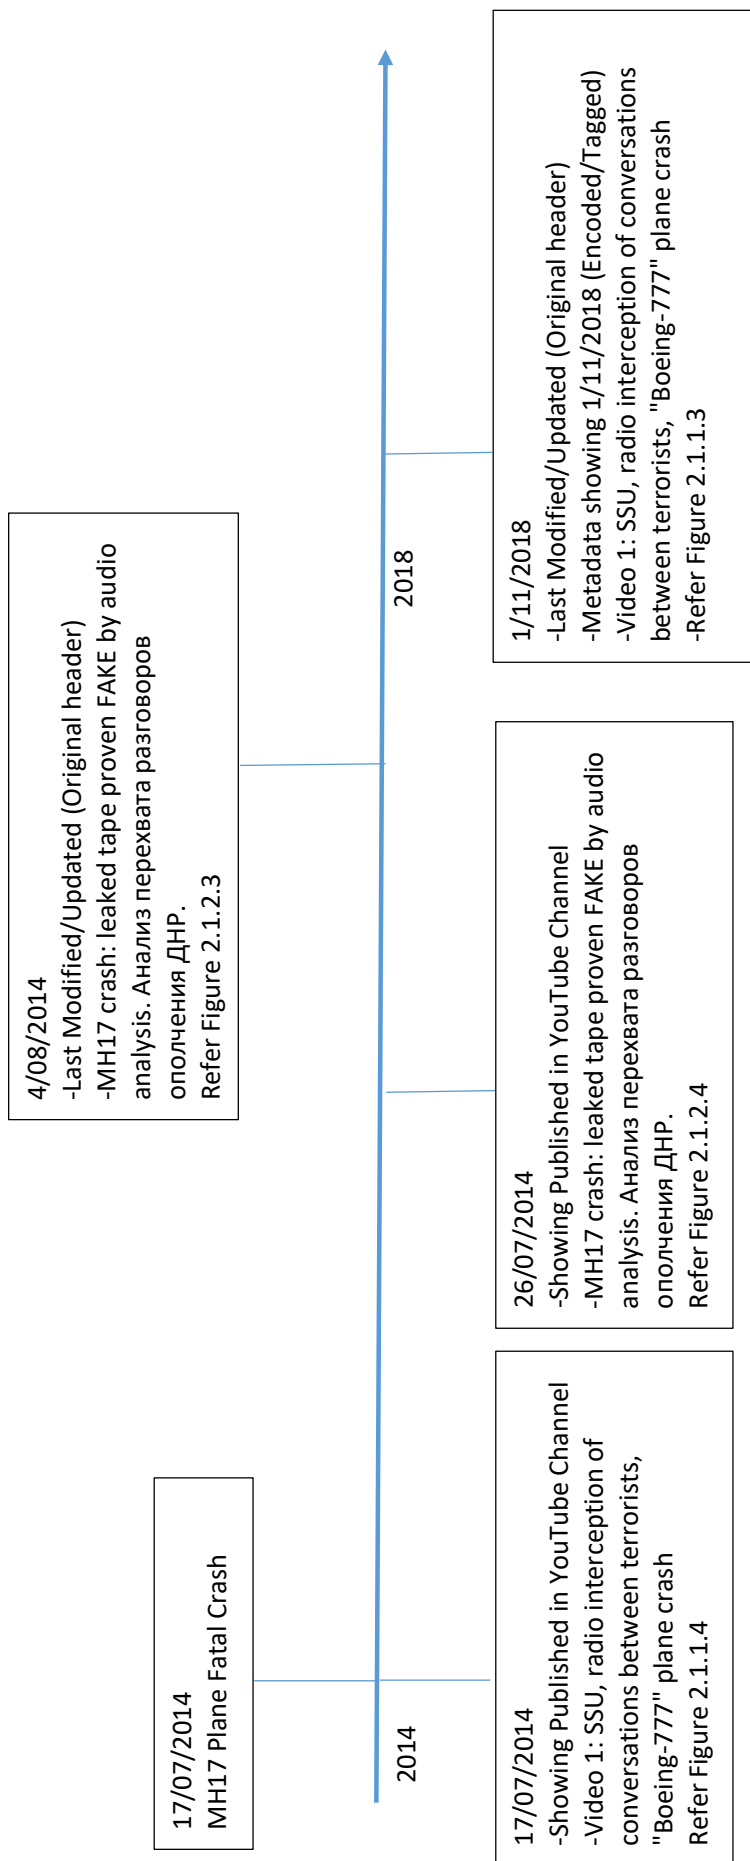 17/07/2014
MH17 Plane Fatal Crash
4/08/2014
-Last Modified/Updated (Original header)
-MH17 crash: leaked tape proven FAKE by audio
analysis. Анализ перехвата разговоров
ополчения ДНР.
Refer Figure 2.1.2.3
2014
2018
17/07/2014
-Showing Published in YouTube Channel
-Video 1: SSU, radio interception of
conversations between terrorists,
"Boeing-777" plane crash
Refer Figure 2.1.1.4
26/07/2014
-Showing Published in YouTube Channel
-MH17 crash: leaked tape proven FAKE by audio
analysis. Анализ перехвата разговоров
ополчения ДНР.
Refer Figure 2.1.2.4
1/11/2018
-Last Modified/Updated (Original header)
-Metadata showing 1/11/2018 (Encoded/Tagged)
-Video 1: SSU, radio interception of conversations
between terrorists, "Boeing-777" plane crash
-Refer Figure 2.1.1.3